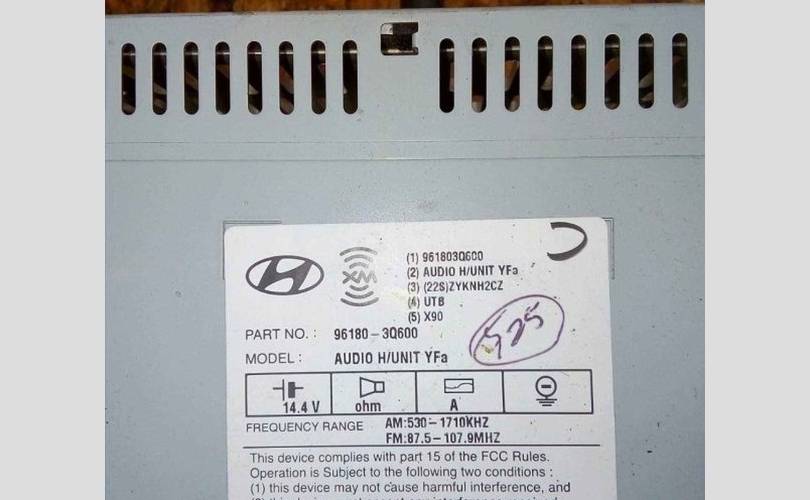 XM
(1) 961803Q600
(2) AUDIO H/UNIT YFa
(3) (22S)ZYKNH2CZ
(4) UTB
(5) X90
525
PART NO. : 96180-3Q600
MODEL : AUDIO H/UNIT YFa
14.4 V ohm A
FREQUENCY RANGE AM:530-1710KHZ
FM:87.5-107.9MHZ
This device complies with part 15 of the FCC Rules.
Operation is Subject to the following two conditions :
(1) this device may not cause harmful interference, and